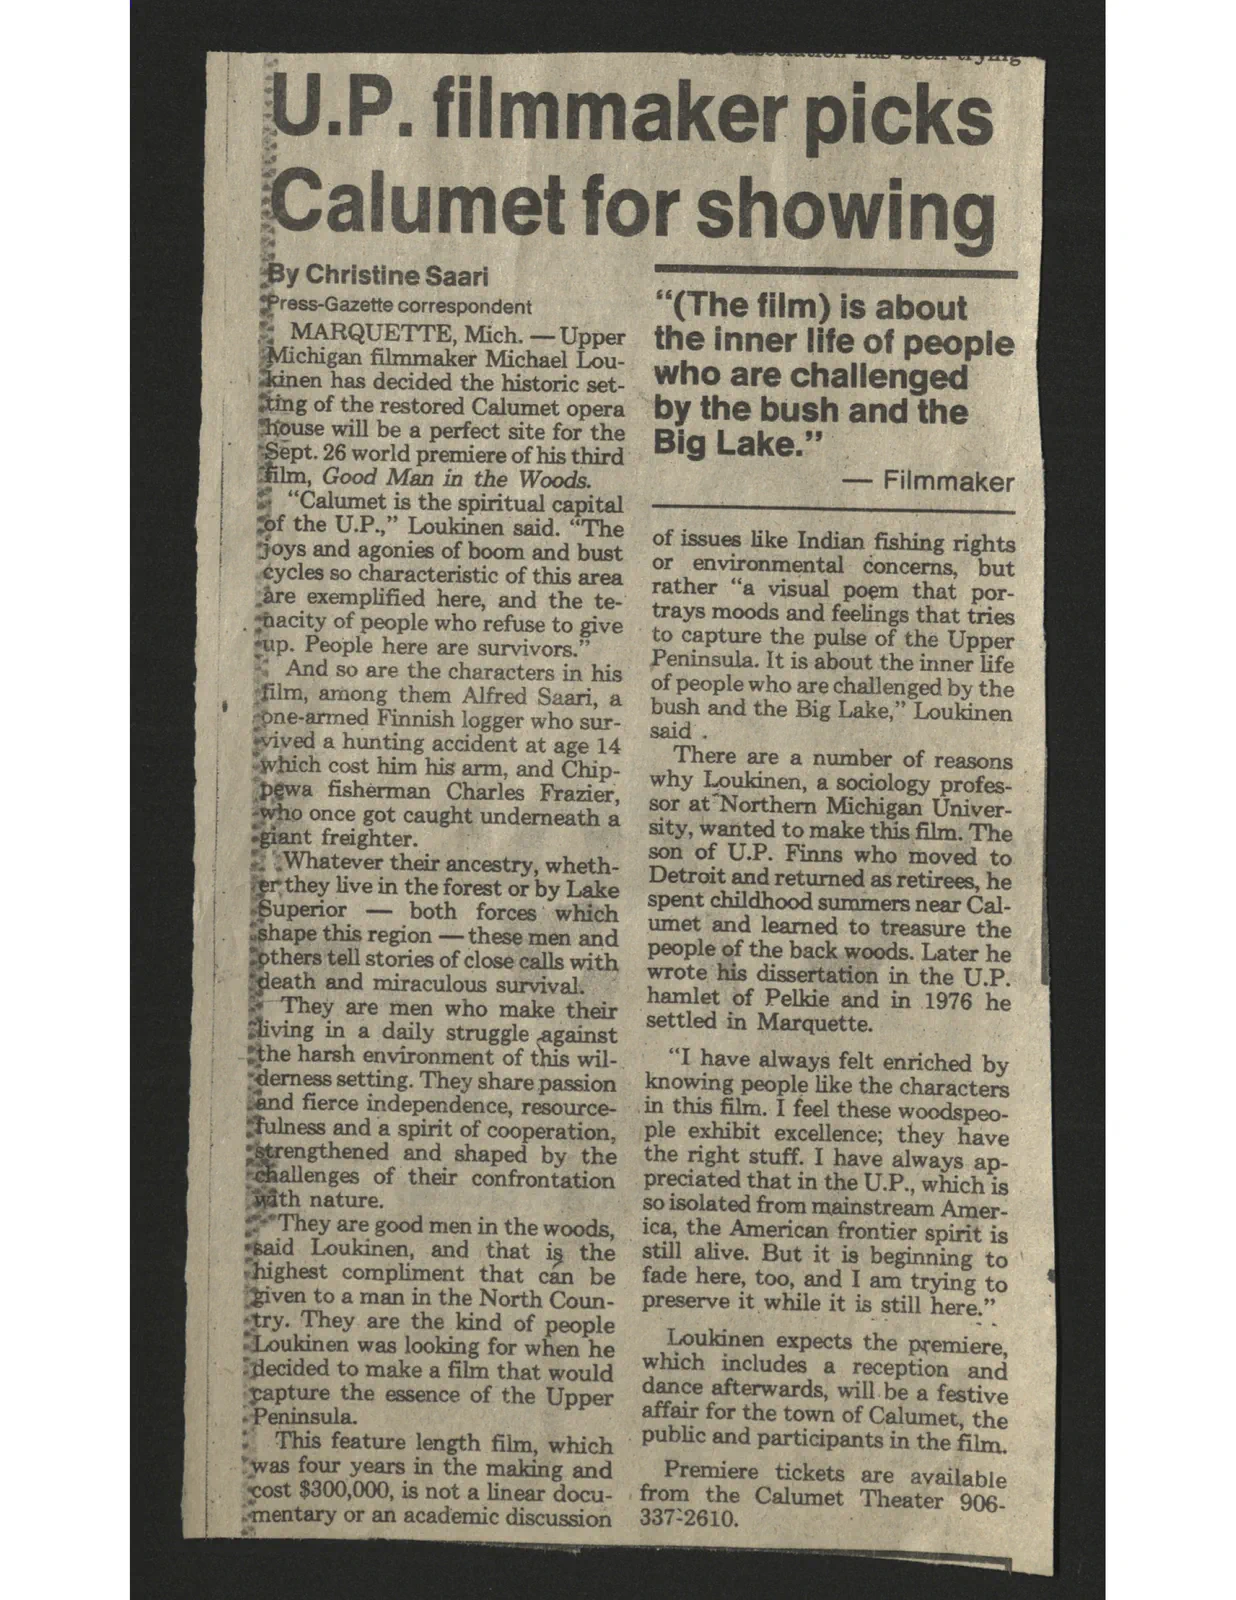 association has been trying
U.P. filmmaker picks
Calumet for showing
By Christine Saari
Press-Gazette correspondent
MARQUETTE, Mich. — Upper
Michigan filmmaker Michael Lou-
kinen has decided the historic set-
ting of the restored Calumet opera
house will be a perfect site for the
Sept. 26 world premiere of his third
film, Good Man in the Woods.
“Calumet is the spiritual capital
of the U.P.,” Loukinen said. “The
joys and agonies of boom and bust
cycles so characteristic of this area
are exemplified here, and the te-
nacity of people who refuse to give
up. People here are survivors.”
And so are the characters in his
film, among them Alfred Saari, a
one-armed Finnish logger who sur-
vived a hunting accident at age 14
which cost him his arm, and Chip-
pewa fisherman Charles Frazier,
who once got caught underneath a
giant freighter.
Whatever their ancestry, wheth-
er they live in the forest or by Lake
Superior — both forces which
shape this region — these men and
others tell stories of close calls with
death and miraculous survival.
They are men who make their
living in a daily struggle against
the harsh environment of this wil-
derness setting. They share passion
and fierce independence, resource-
fulness and a spirit of cooperation,
strengthened and shaped by the
challenges of their confrontation
with nature.
They are good men in the woods,
said Loukinen, and that is the
highest compliment that can be
given to a man in the North Coun-
try. They are the kind of people
Loukinen was looking for when he
decided to make a film that would
capture the essence of the Upper
Peninsula.
This feature length film, which
was four years in the making and
cost $300,000, is not a linear docu-
mentary or an academic discussion
“(The film) is about
the inner life of people
who are challenged
by the bush and the
Big Lake.”
— Filmmaker
of issues like Indian fishing rights
or environmental concerns, but
rather “a visual poem that por-
trays moods and feelings that tries
to capture the pulse of the Upper
Peninsula. It is about the inner life
of people who are challenged by the
bush and the Big Lake,” Loukinen
said .
There are a number of reasons
why Loukinen, a sociology profes-
sor at Northern Michigan Univer-
sity, wanted to make this film. The
son of U.P. Finns who moved to
Detroit and returned as retirees, he
spent childhood summers near Cal-
umet and learned to treasure the
people of the back woods. Later he
wrote his dissertation in the U.P.
hamlet of Pelkie and in 1976 he
settled in Marquette.
“I have always felt enriched by
knowing people like the characters
in this film. I feel these woodspeo-
ple exhibit excellence; they have
the right stuff. I have always ap-
preciated that in the U.P., which is
so isolated from mainstream Amer-
ica, the American frontier spirit is
still alive. But it is beginning to
fade here, too, and I am trying to
preserve it while it is still here.”
Loukinen expects the premiere,
which includes a reception and
dance afterwards, will be a festive
affair for the town of Calumet, the
public and participants in the film.
Premiere tickets are available
from the Calumet Theater 906-
337-2610.